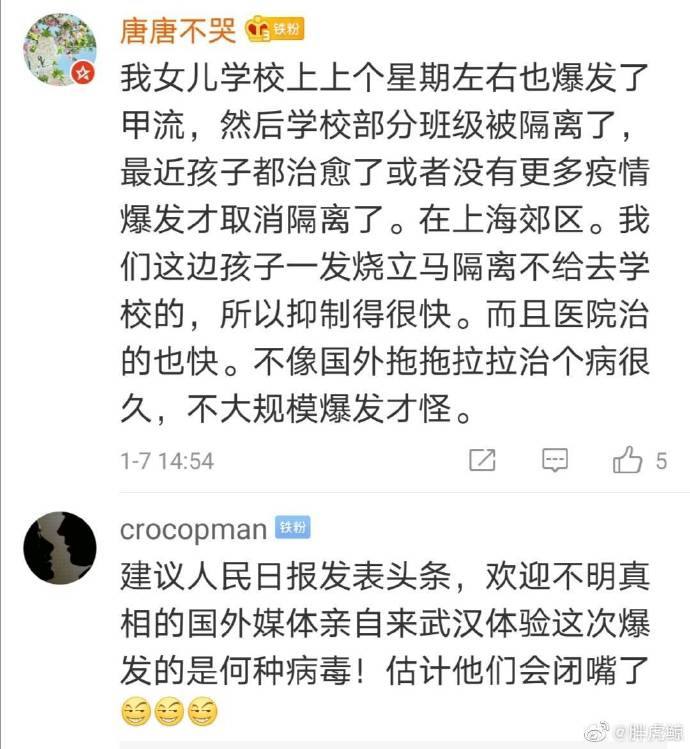 唐唐不哭 铁粉
我女儿学校上上个星期左右也爆发了
甲流，然后学校部分班级被隔离了，
最近孩子都治愈了或者没有更多疫情
爆发才取消隔离了。在上海郊区。我
们这边孩子一发烧立马隔离不给去学
校的，所以抑制得很快。而且医院治
的也快。不像国外拖拖拉拉治个病很
久，不大规模爆发才怪。
1-7 14:54 5
crocopman 铁粉
建议人民日报发表头条，欢迎不明真
相的国外媒体亲自来武汉体验这次爆
发的是何种病毒！估计他们会闭嘴了
@胖虎鲸